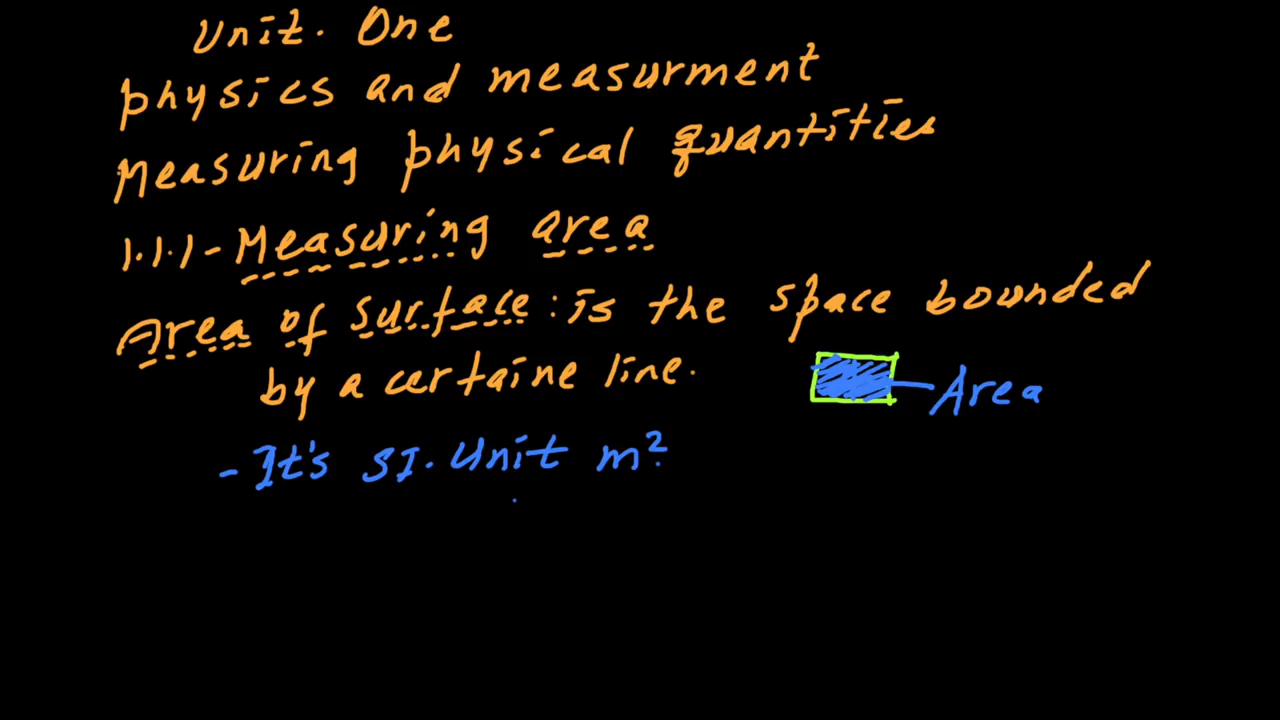 Unit. One
physics and measurment
Measuring physical quantities
1.1.1- Measuring area
Area of surface: is the space bounded
by a certaine line.
Area
- It's SI. Unit m².